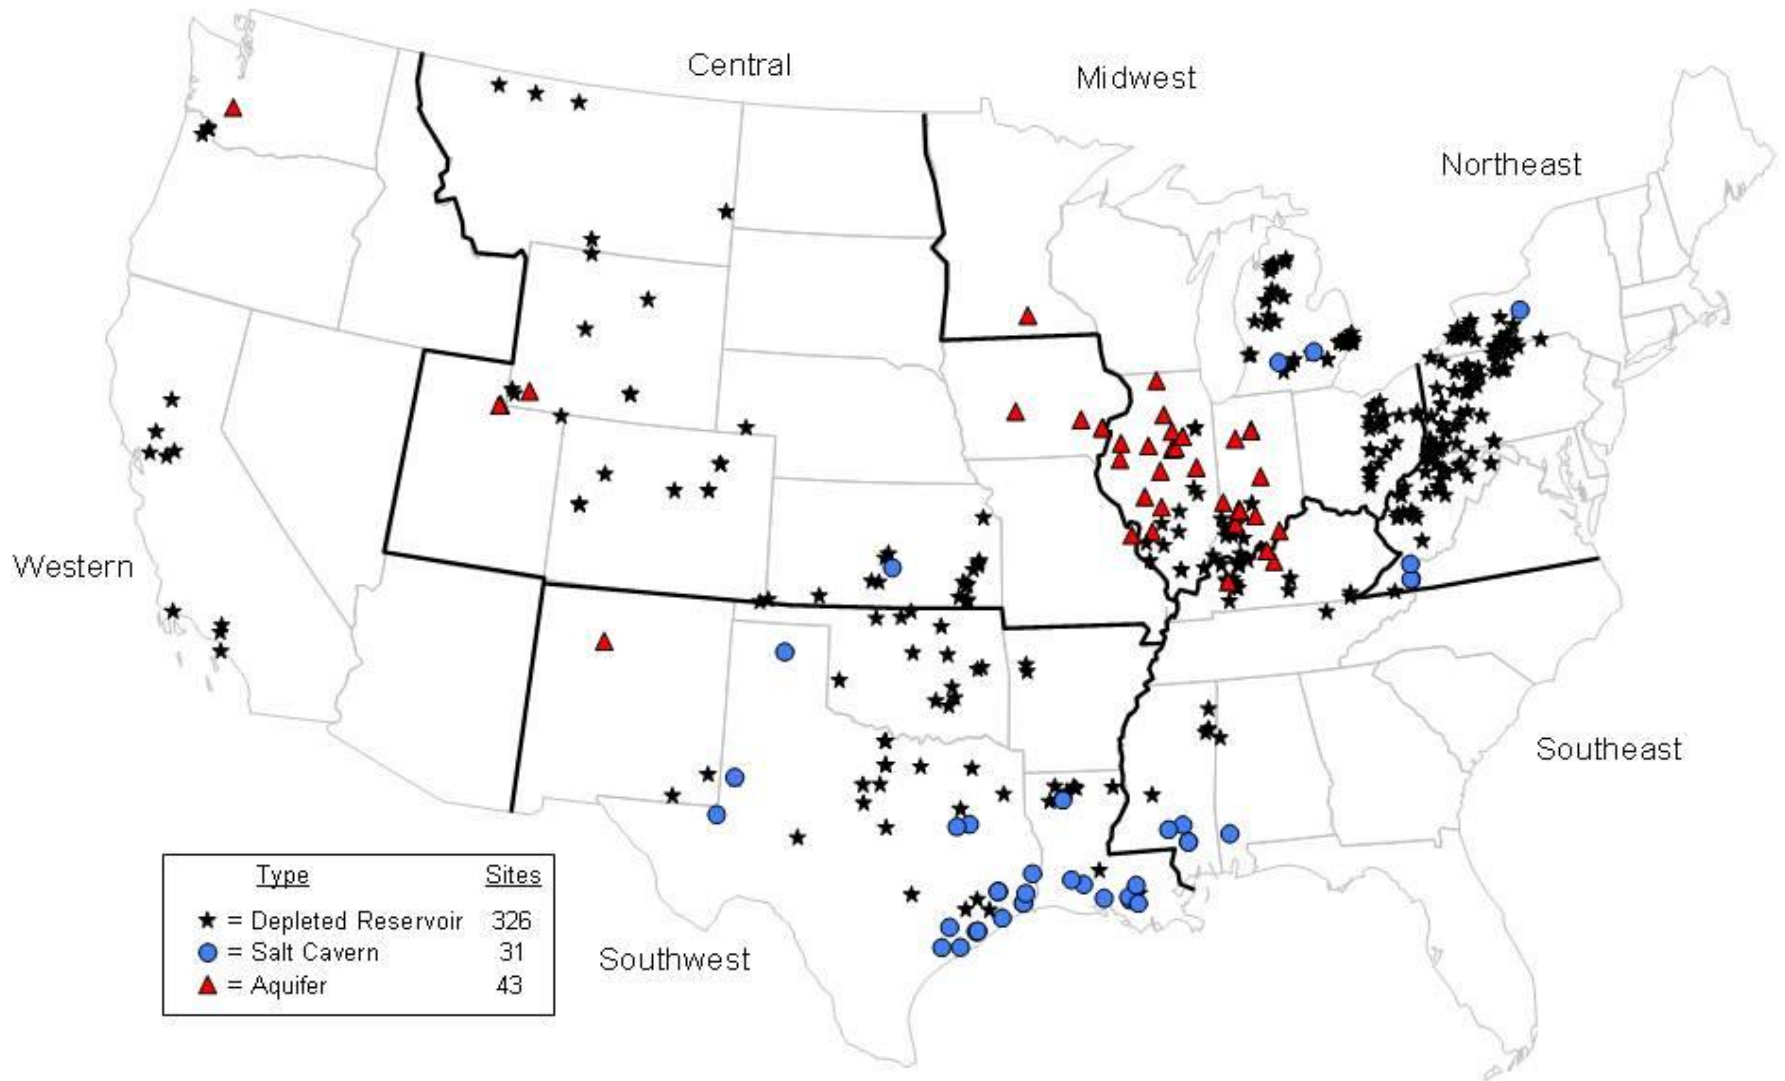 Central
Midwest
Northeast
Western
Southeast
Southwest
Type Sites
= Depleted Reservoir 326
= Salt Cavern 31
= Aquifer 43